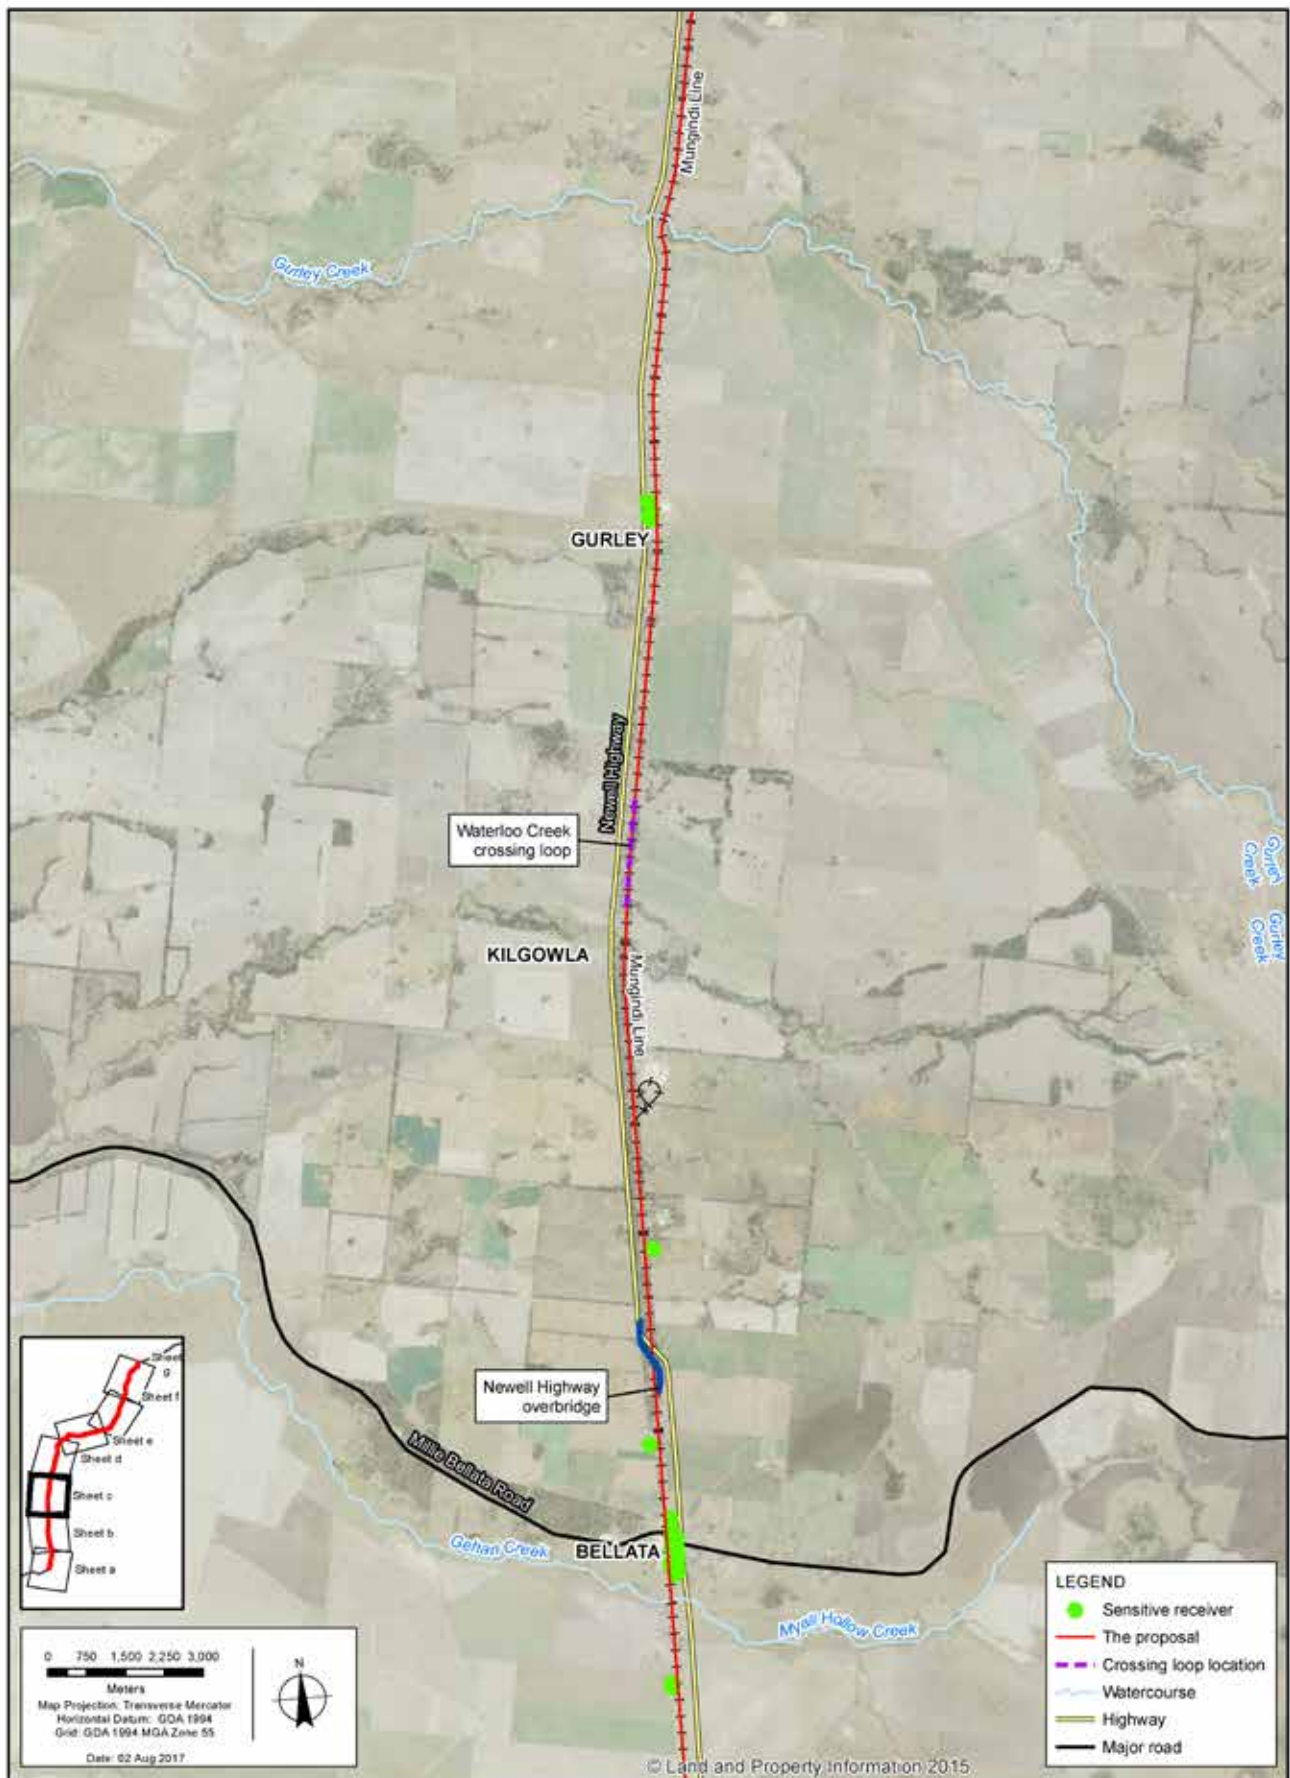 Mungindi Line
Gurley Creek
GURLEY
Newell Highway
Waterloo Creek
crossing loop
Gurley
Creek
Gurley
Creek
KILGOWLA
Mungindi Line
Newell Highway
overbridge
Millie Bellata Road
Gehan Creek
BELLATA
Myall Hollow Creek
Sheet
g
Sheet f
Sheet e
Sheet d
Sheet c
Sheet b
Sheet a
0 750 1,500 2,250 3,000
Meters
Map Projection: Transverse Mercator
Horizontal Datum: GDA 1994
Grid: GDA 1994 MGA Zone 55
Date: 02 Aug 2017
N
LEGEND
Sensitive receiver
The proposal
Crossing loop location
Watercourse
Highway
Major road
© Land and Property Information 2015